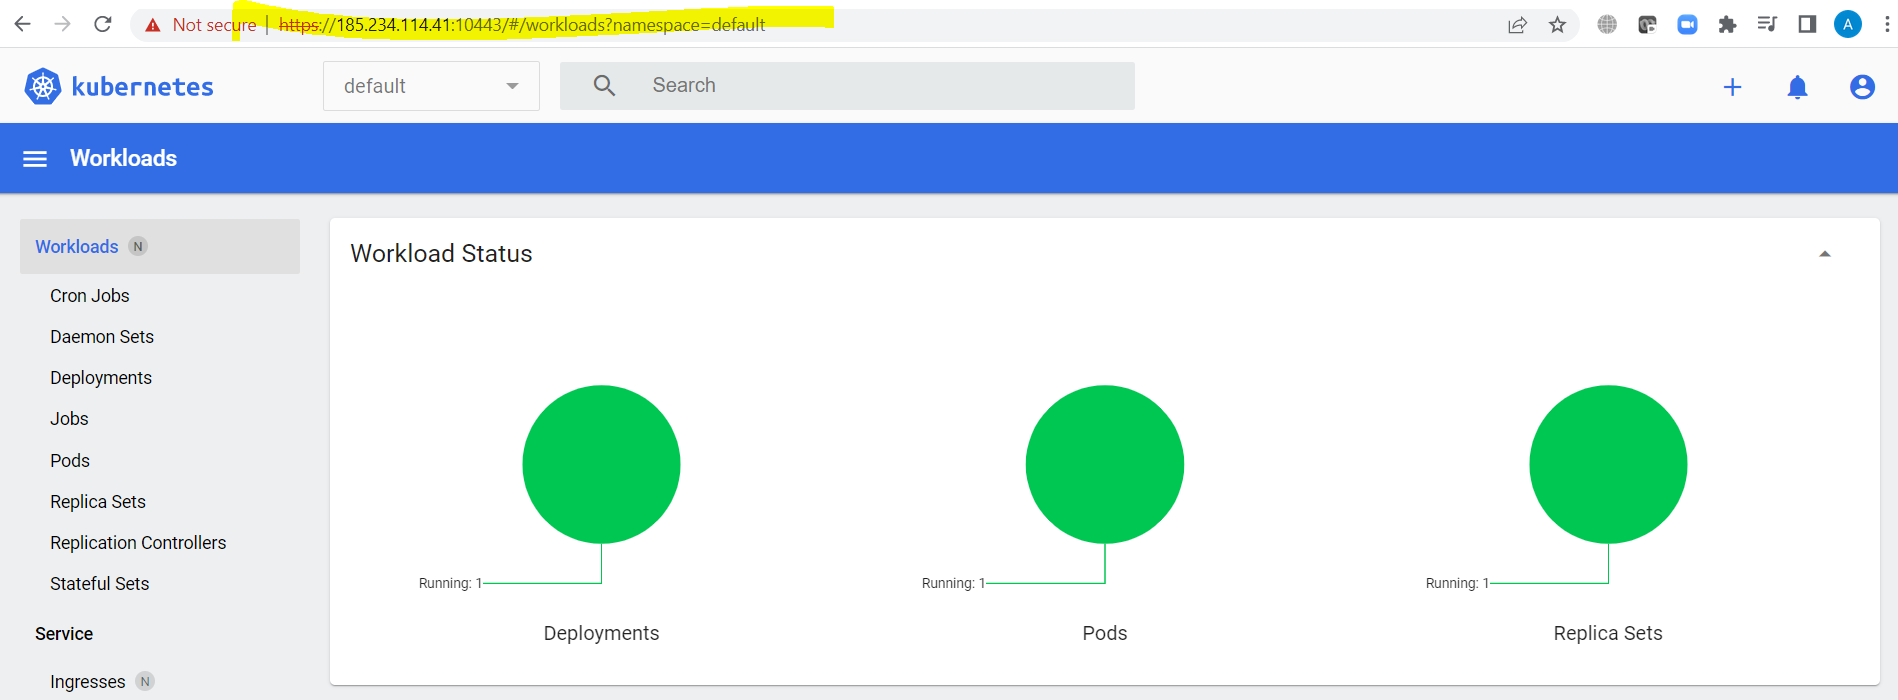 Not secure | https://185.234.114.41:10443/#/workloads?namespace=default
A
kubernetes
default
Search
Workloads
Workloads N
Cron Jobs
Daemon Sets
Deployments
Jobs
Pods
Replica Sets
Replication Controllers
Stateful Sets
Service
Ingresses N
Workload Status
Running: 1
Deployments
Running: 1
Pods
Running: 1
Replica Sets